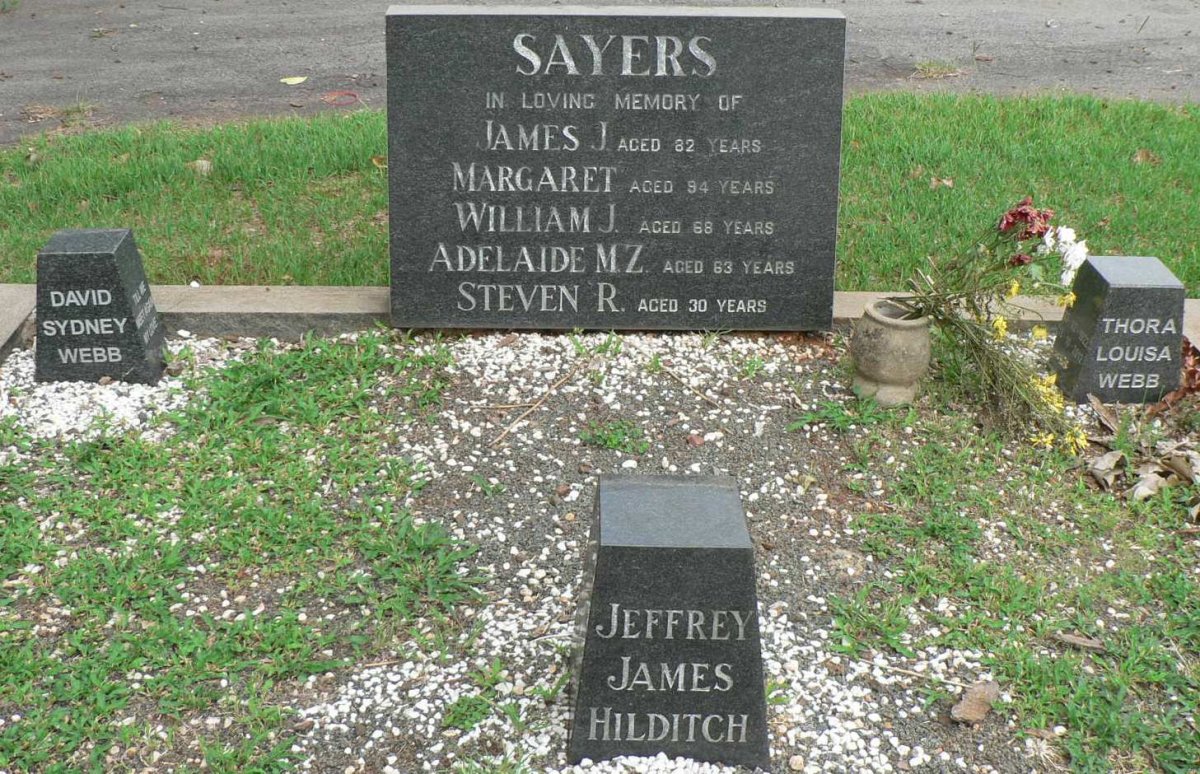 SAYERS
IN LOVING MEMORY OF
JAMES J. AGED 82 YEARS
MARGARET AGED 94 YEARS
WILLIAM J. AGED 68 YEARS
ADELAIDE M.Z. AGED 63 YEARS
STEVEN R. AGED 30 YEARS
DAVID
SYDNEY
WEBB
THORA
LOUISA
WEBB
JEFFREY
JAMES
HILDITCH